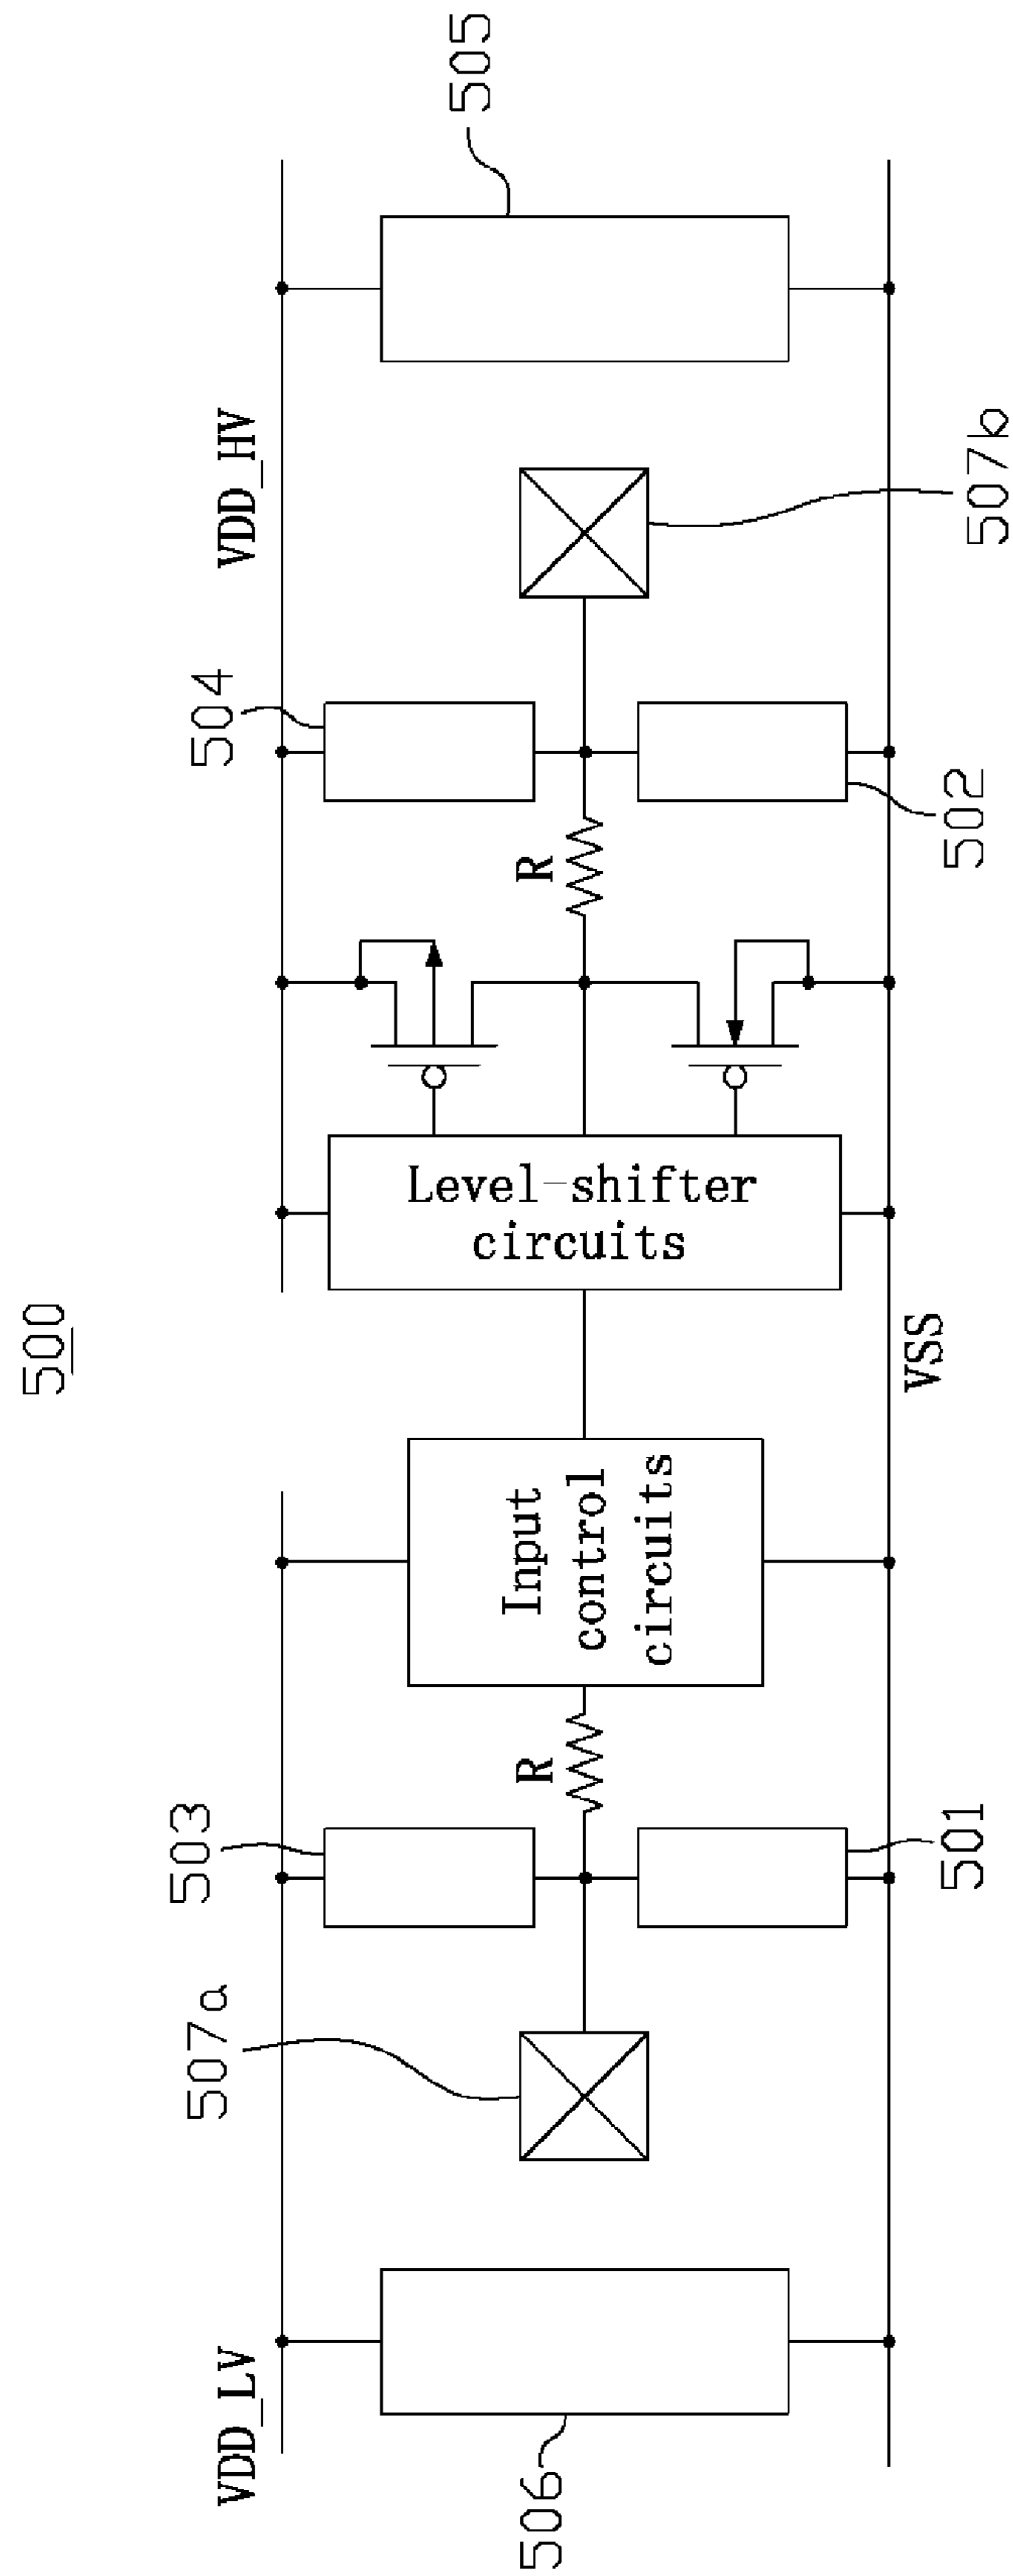 500
VDD_LV
VDD_HV
506
507a
503
501
R
Input
control
circuits
Level-shifter
circuits
VSS
R
504
502
507b
505